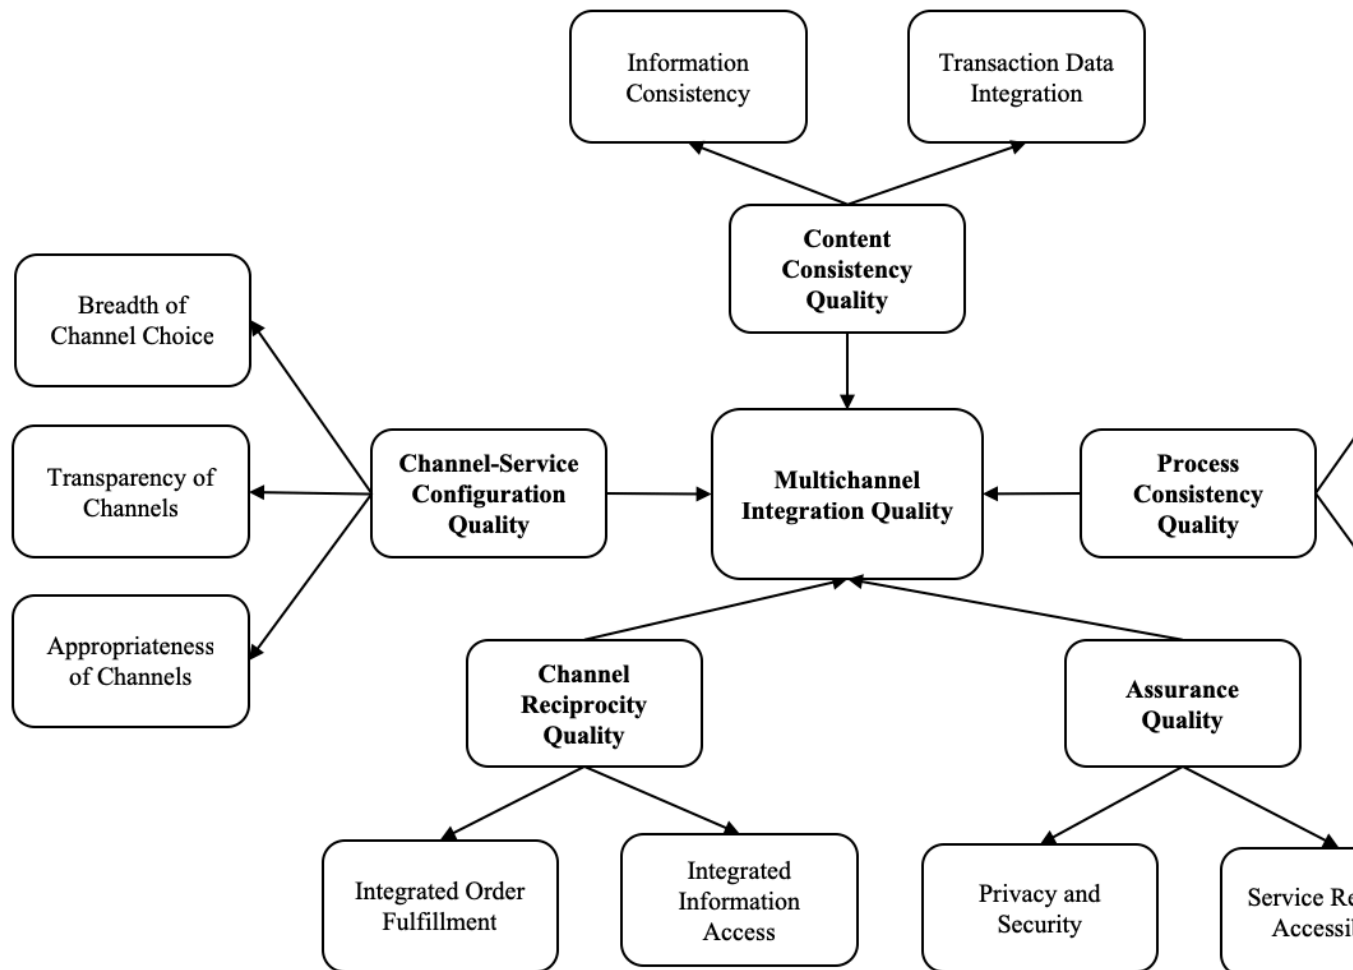 Information
Consistency
Transaction Data
Integration
Content
Consistency
Quality
Breadth of
Channel Choice
Transparency of
Channels
Appropriateness
of Channels
Channel-Service
Configuration
Quality
Multichannel
Integration Quality
Process
Consistency
Quality
Channel
Reciprocity
Quality
Assurance
Quality
Integrated Order
Fulfillment
Integrated
Information
Access
Privacy and
Security
Service